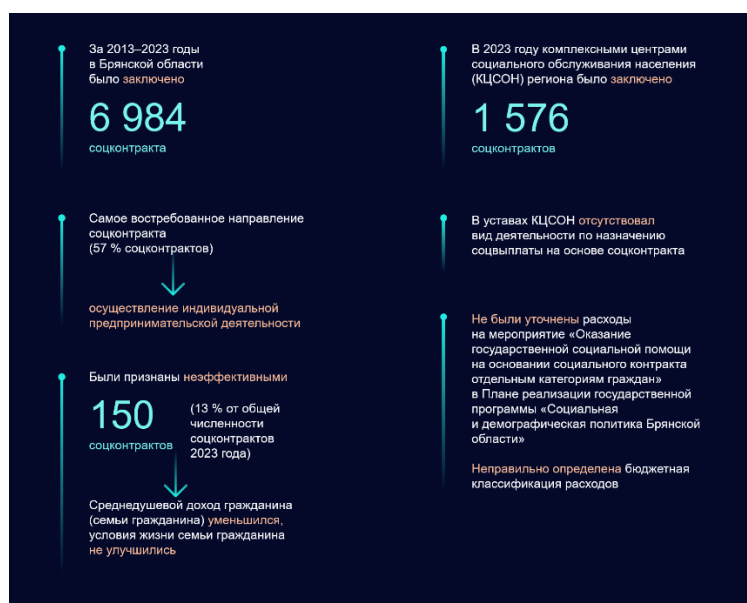 За 2013–2023 годы
в Брянской области
было заключено
6 984
соцконтракта
Самое востребованное направление
соцконтракта
(57 % соцконтрактов)
осуществление индивидуальной
предпринимательской деятельности
Были признаны неэффективными
150
соцконтрактов
(13 % от общей
численности
соцконтрактов
2023 года)
Среднедушевой доход гражданина
(семьи гражданина) уменьшился,
условия жизни семьи гражданина
не улучшились
В 2023 году комплексными центрами
социального обслуживания населения
(КЦСОН) региона было заключено
1 576
соцконтрактов
В уставах КЦСОН отсутствовал
вид деятельности по назначению
соцвыплаты на основе соцконтракта
Не были уточнены расходы
на мероприятие «Оказание
государственной социальной помощи
на основании социального контракта
отдельным категориям граждан»
в Плане реализации государственной
программы «Социальная
и демографическая политика Брянской
области»
Неправильно определена бюджетная
классификация расходов